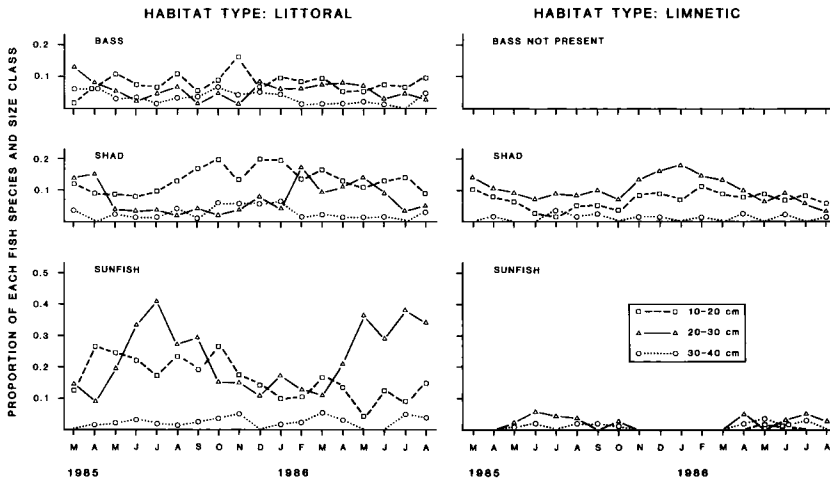 HABITAT TYPE: LITTORAL
HABITAT TYPE: LIMNETIC
PROPORTION OF EACH FISH SPECIES AND SIZE CLASS
BASS
0.2
0.1
BASS NOT PRESENT
SHAD
0.2
0.1
SHAD
SUNFISH
0.5
0.4
0.3
0.2
0.1
SUNFISH
10-20 cm
20-30 cm
30-40 cm
M A M J J A S O N D J F M A M J J A
M A M J J A S O N D J F M A M J J A
1985 1986
1985 1986